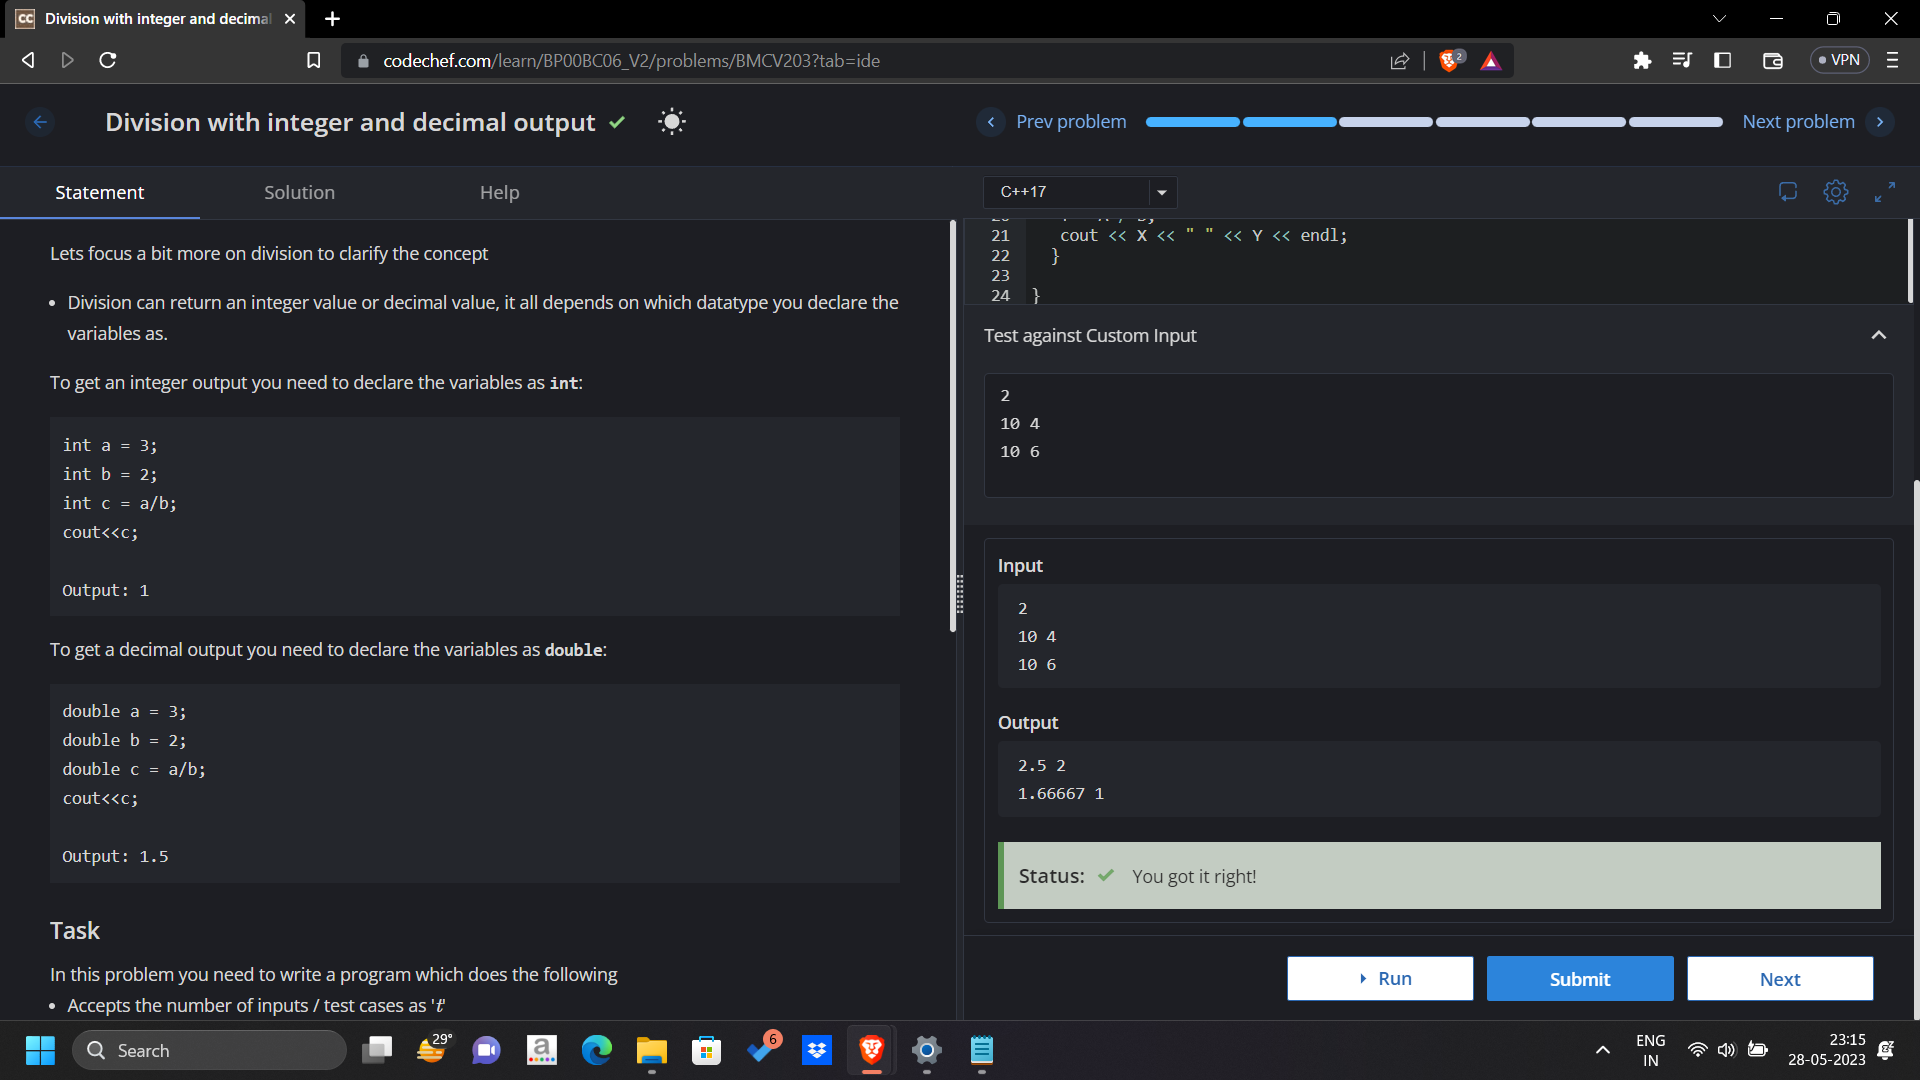 CC Division with integer and decimal
codechef.com/learn/BP00BC06_V2/problems/BMCV203?tab=ide
2
VPN
Division with integer and decimal output
Prev problem
Next problem
Statement
Solution
Help
C++17
Lets focus a bit more on division to clarify the concept
• Division can return an integer value or decimal value, it all depends on which datatype you declare the
variables as.
To get an integer output you need to declare the variables as int:
int a = 3;
int b = 2;
int c = a/b;
cout<<c;
Output: 1
To get a decimal output you need to declare the variables as double:
double a = 3;
double b = 2;
double c = a/b;
cout<<c;
Output: 1.5
Task
In this problem you need to write a program which does the following
• Accepts the number of inputs / test cases as 't'
21 cout << X << " " << Y << endl;
22 }
23
24 }
Test against Custom Input
2
10 4
10 6
Input
2
10 4
10 6
Output
2.5 2
1.66667 1
Status: You got it right!
Run
Submit
Next
Search
29°
a
6
ENG
IN
23:15
28-05-2023